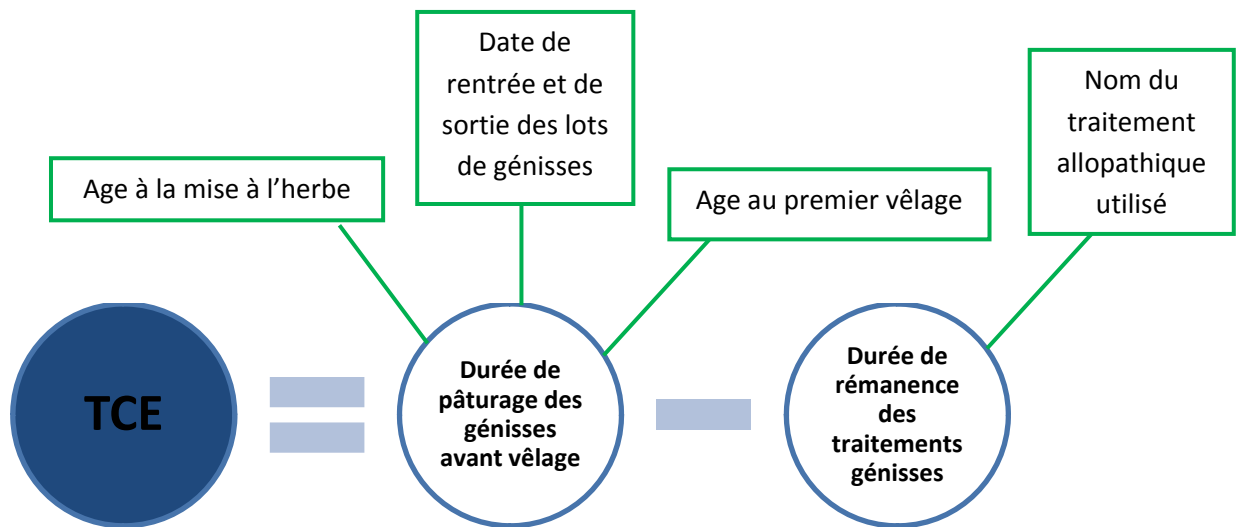 Date de
rentrée et de
sortie des lots
de génisses
Nom du
traitement
allopathique
utilisé
Age à la mise à l’herbe
Age au premier vêlage
TCE
Durée de
pâturage des
génisses
avant vêlage
Durée de
rémanence
des
traitements
génisses